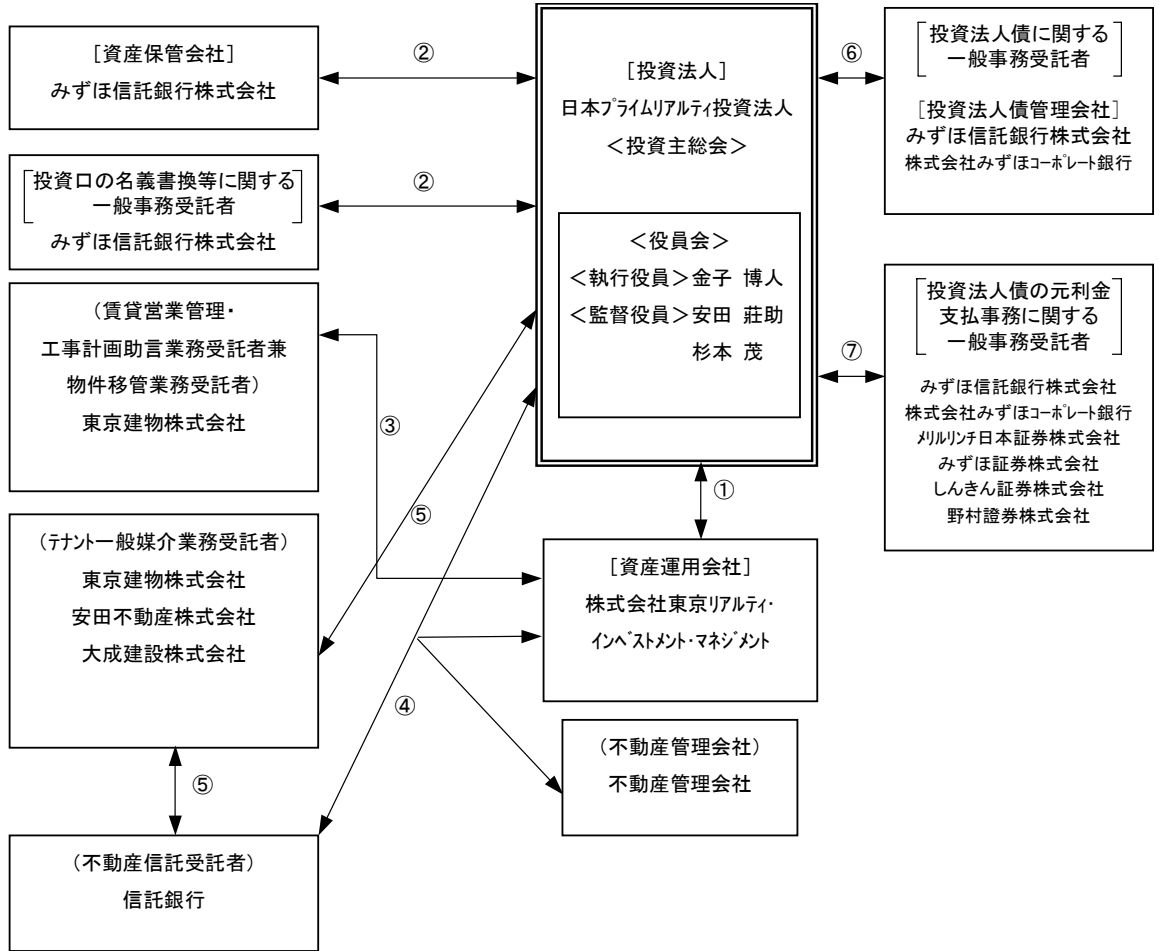 [資産保管会社]
みずほ信託銀行株式会社
②
投資口の名義書換等に関する
一般事務受託者
みずほ信託銀行株式会社
②
（賃貸営業管理・
工事計画助言業務受託者兼
物件移管業務受託者）
東京建物株式会社
③
（ﾃﾅﾝﾄ一般媒介業務受託者）
東京建物株式会社
安田不動産株式会社
大成建設株式会社
⑤
⑤
（不動産信託受託者）
信託銀行
④
[投資法人]
日本ﾌﾟﾗｲﾑﾘｱﾙﾃｨ投資法人
＜投資主総会＞
＜役員会＞
＜執行役員＞金子 博人
＜監督役員＞安田 莊助
杉本 茂
①
[資産運用会社]
株式会社東京ﾘｱﾙﾃｨ･
ｲﾝﾍﾞｽﾄﾒﾝﾄ･ﾏﾈｼﾞﾒﾝﾄ
（不動産管理会社）
不動産管理会社
⑥
投資法人債に関する
一般事務受託者
[投資法人債管理会社]
みずほ信託銀行株式会社
株式会社みずほｺｰﾎﾟﾚｰﾄ銀行
⑦
投資法人債の元利金
支払事務に関する
一般事務受託者
みずほ信託銀行株式会社
株式会社みずほｺｰﾎﾟﾚｰﾄ銀行
ﾒﾘﾙﾘﾝﾁ日本証券株式会社
みずほ証券株式会社
しんきん証券株式会社
野村證券株式会社